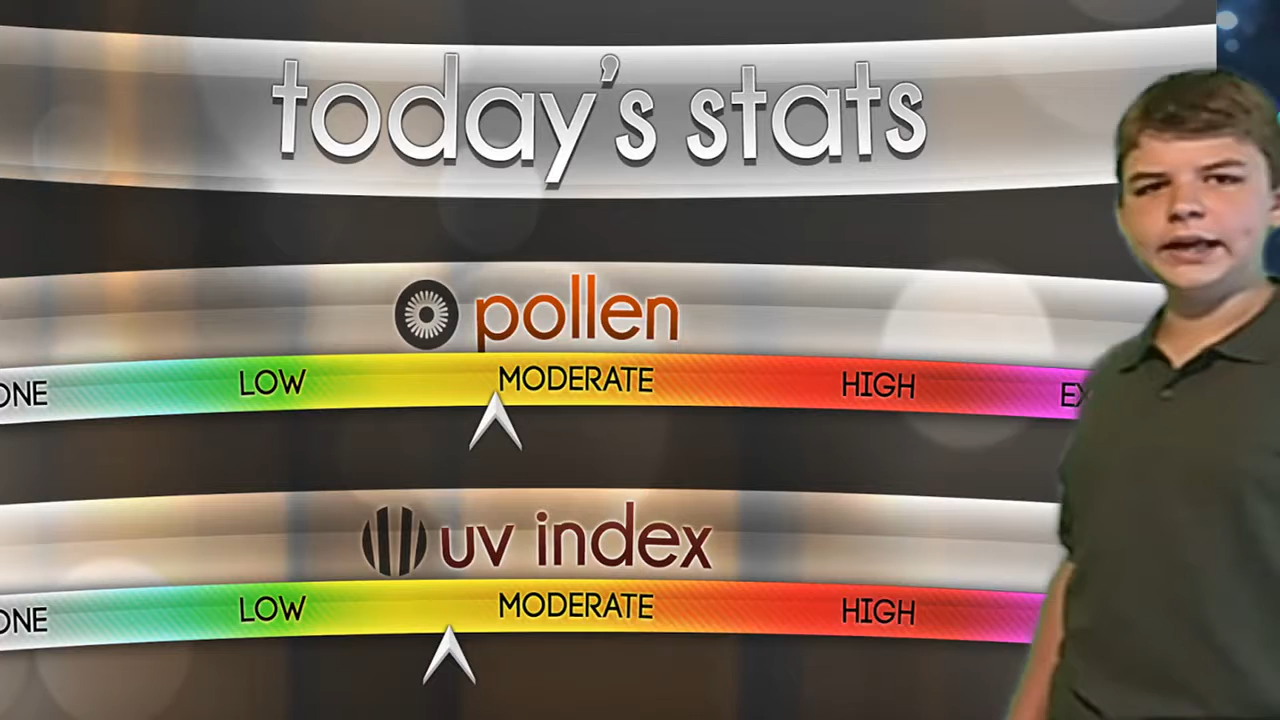 today's stats
pollen
ONE LOW MODERATE HIGH EX
uv index
ONE LOW MODERATE HIGH